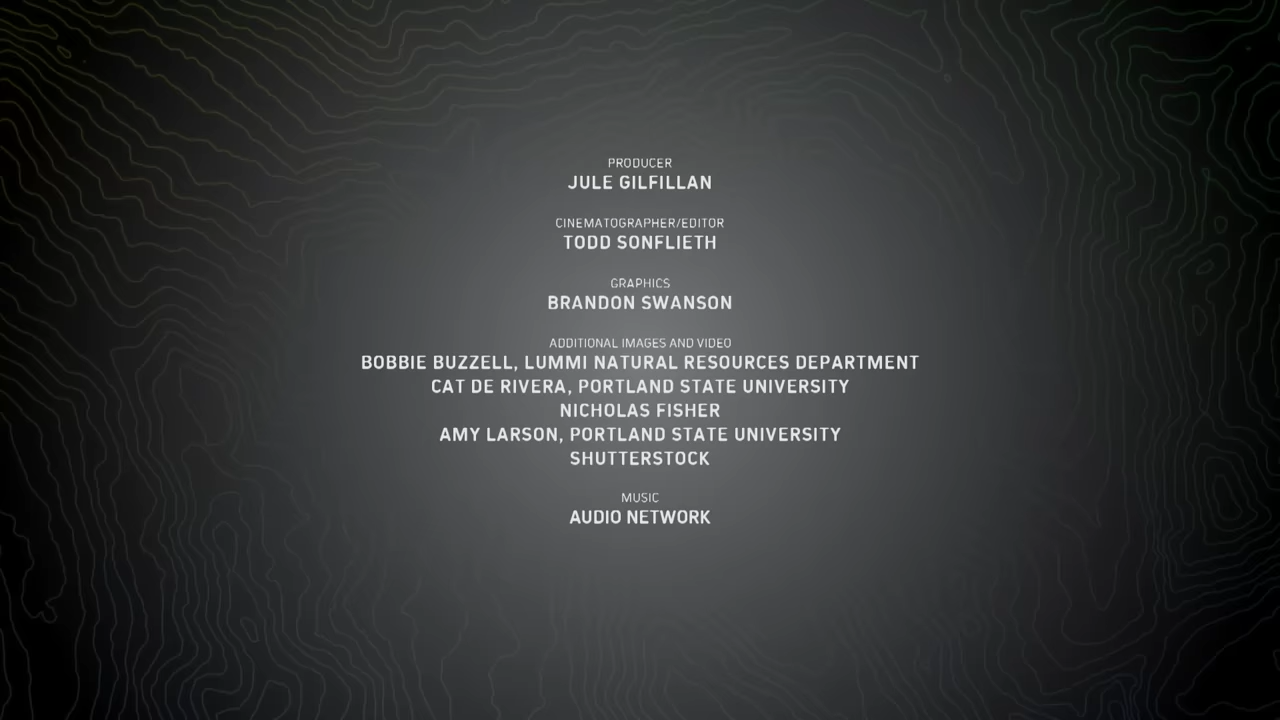 PRODUCER
JULE GILFILLAN
CINEMATOGRAPHER/EDITOR
TODD SONFLIETH
GRAPHICS
BRANDON SWANSON
ADDITIONAL IMAGES AND VIDEO
BOBBIE BUZZELL, LUMMI NATURAL RESOURCES DEPARTMENT
CAT DE RIVERA, PORTLAND STATE UNIVERSITY
NICHOLAS FISHER
AMY LARSON, PORTLAND STATE UNIVERSITY
SHUTTERSTOCK
MUSIC
AUDIO NETWORK